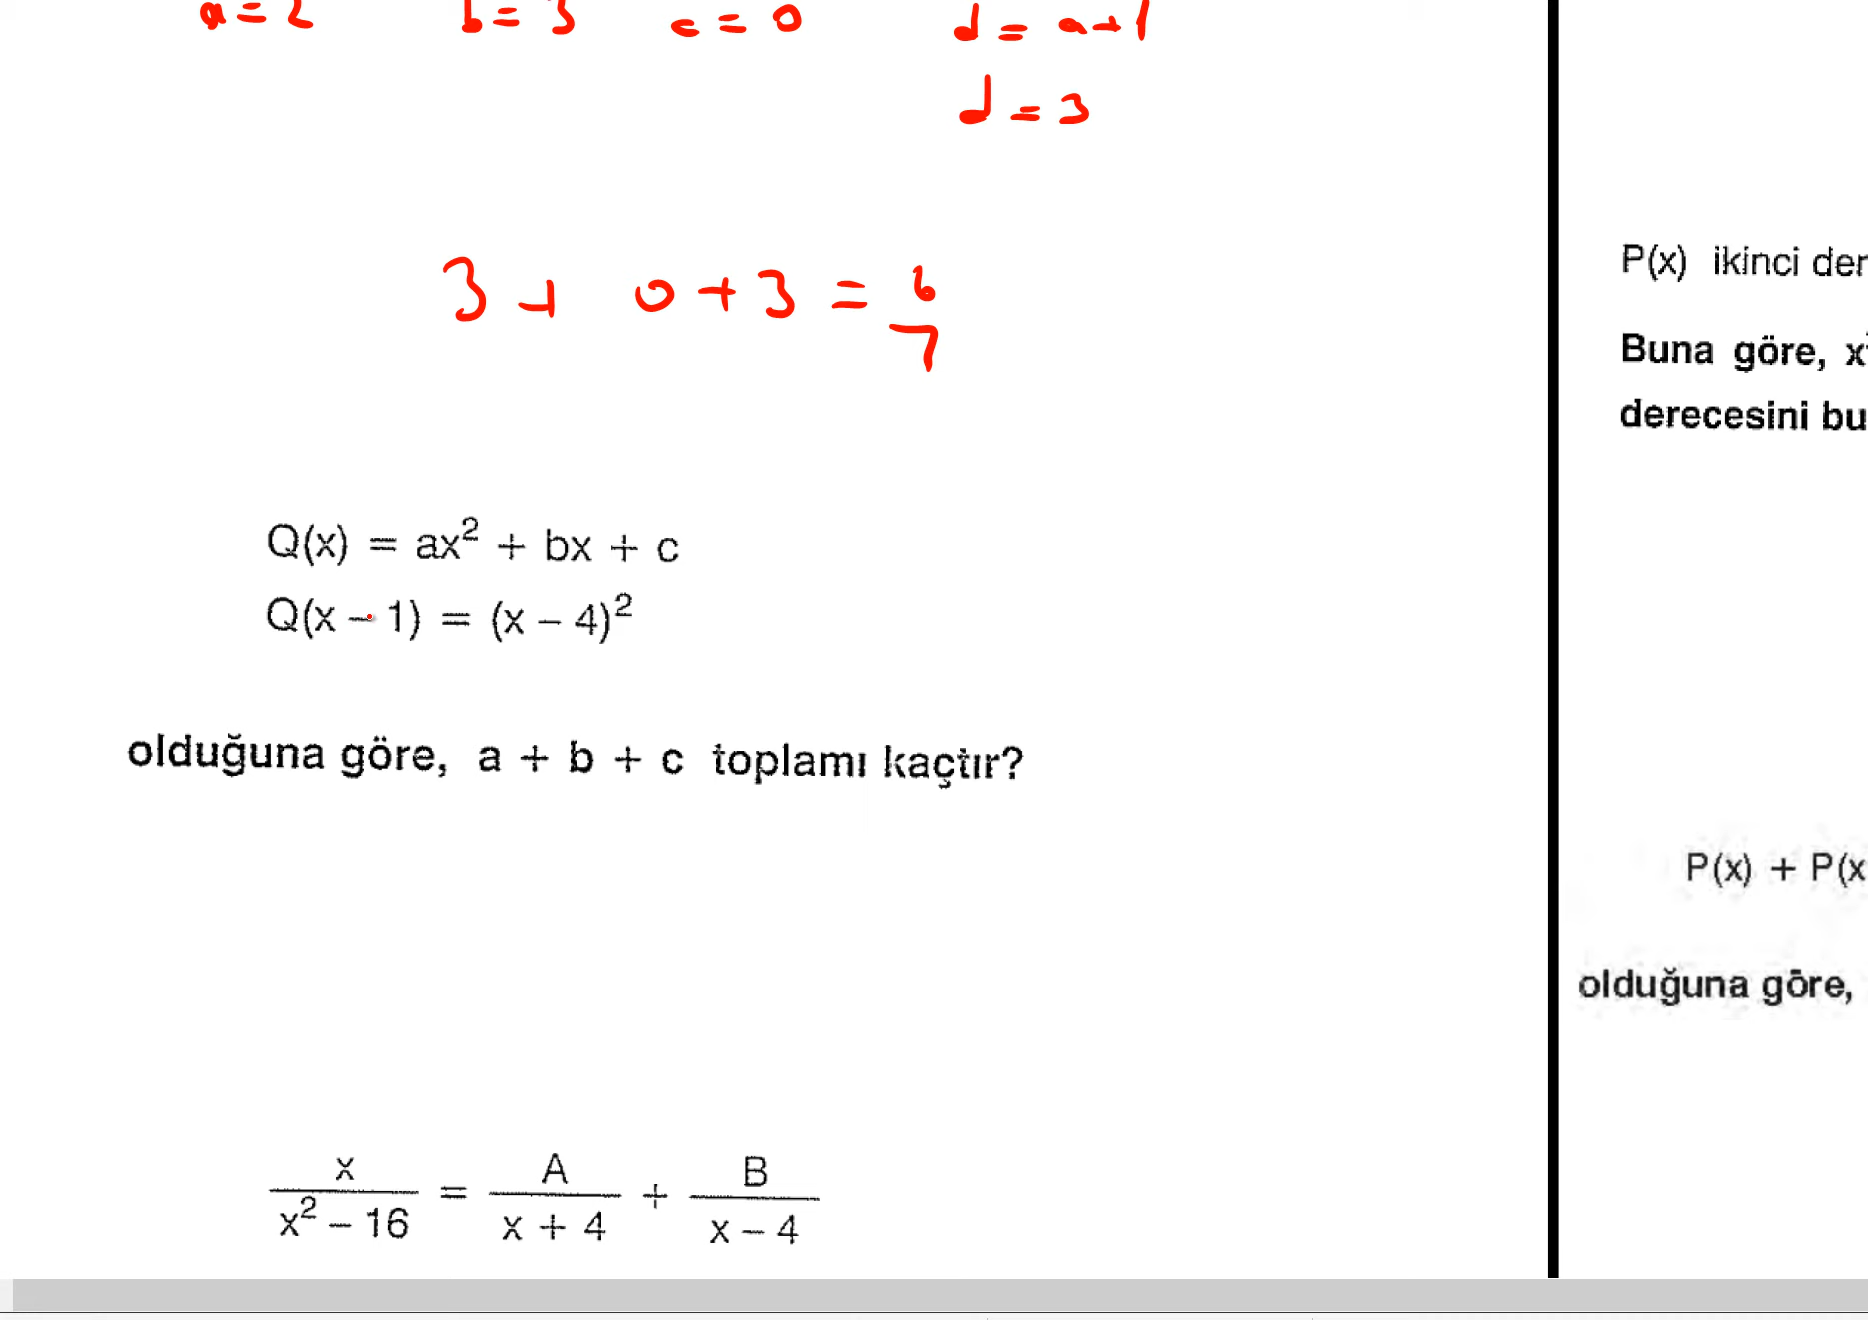 a = 2 b = 3 c = 0 d = a+1
d = 3
3 + 0 + 3 = 6
7
Q(x) = ax² + bx + c
Q(x – 1) = (x – 4)²
olduğuna göre, a + b + c toplamı kaçtır?
x / x² – 16 = A / x + 4 + B / x – 4
P(x) ikinci der
Buna göre, x
derecesini bu
P(x) + P(x
olduğuna göre,